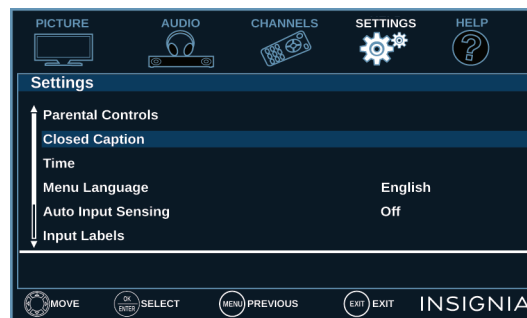 PICTURE AUDIO CHANNELS SETTINGS HELP
Settings
Parental Controls
Closed Caption
Time
Menu Language English
Auto Input Sensing Off
Input Labels
MOVE OK ENTER SELECT MENU PREVIOUS EXIT EXIT INSIGNIA